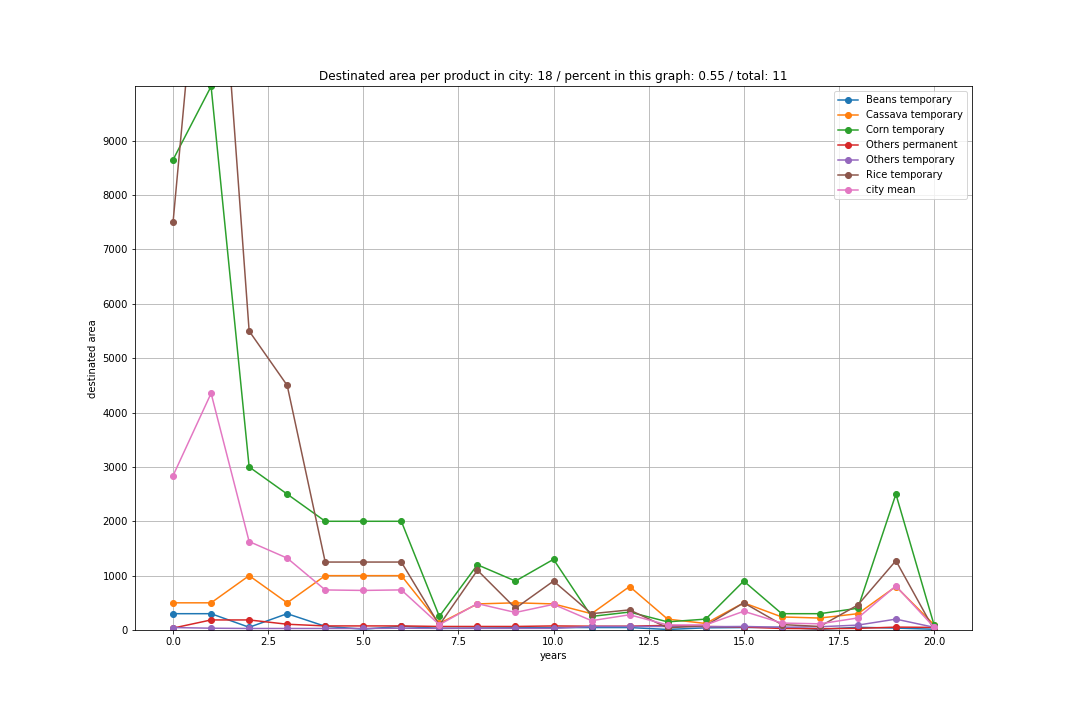 Destinated area per product in city: 18 / percent in this graph: 0.55 / total: 11
Beans temporary
Cassava temporary
Corn temporary
Others permanent
Others temporary
Rice temporary
city mean
destinated area
9000
8000
7000
6000
5000
4000
3000
2000
1000
0
0.0 2.5 5.0 7.5 10.0 12.5 15.0 17.5 20.0
years